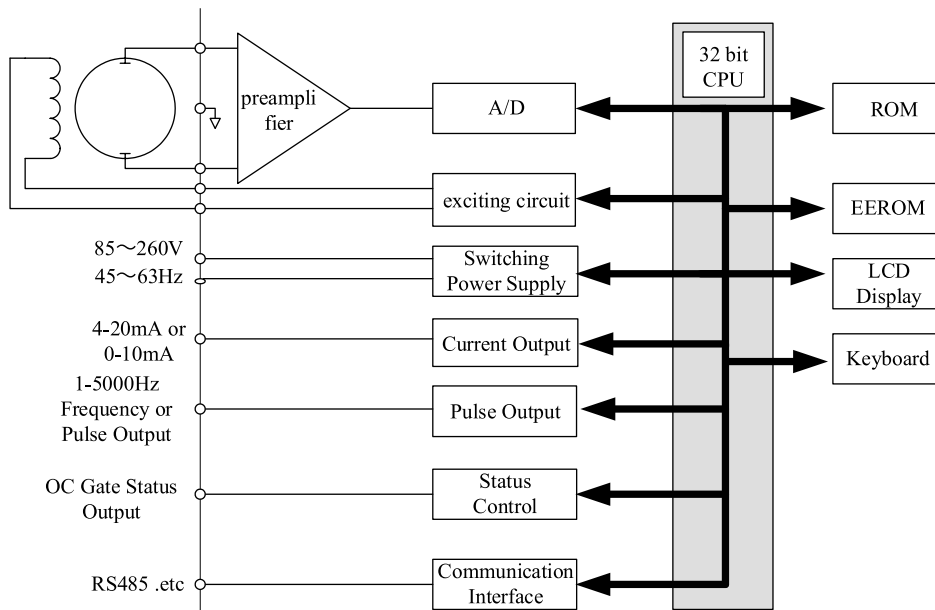 32 bit
CPU
preampli
fier
A/D
ROM
exciting circuit
EEROM
85～260V
45～63Hz
Switching
Power Supply
LCD
Display
4-20mA or
0-10mA
Current Output
Keyboard
1-5000Hz
Frequency or
Pulse Output
Pulse Output
OC Gate Status
Output
Status
Control
RS485 .etc
Communication
Interface